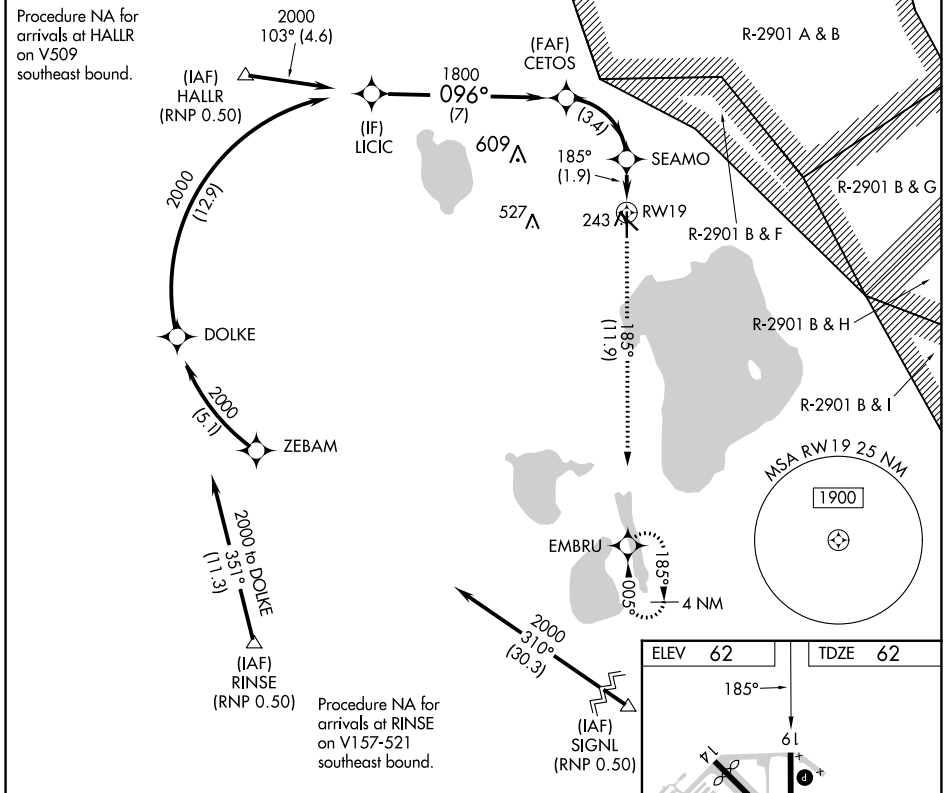 Procedure NA for
arrivals at HALLR
on V509
southeast bound.
2000
103° (4.6)
(IAF)
HALLR
(RNP 0.50)
(IF)
LICIC
1800
096°
(7)
(FAF)
CETOS
(3.4)
SEAMO
185°
(1.9)
609
527
243
RW19
R-2901 A & B
R-2901 B & G
R-2901 B & F
R-2901 B & H
R-2901 B & I
2000
(12.9)
DOLKE
2000
(5.1)
ZEBAM
2000 to DOLKE
351°
(11.3)
(IAF)
RINSE
(RNP 0.50)
Procedure NA for
arrivals at RINSE
on V157-521
southeast bound.
185°
(11.9)
EMBRU
185°
005°
4 NM
2000
310°
(30.3)
(IAF)
SIGNL
(RNP 0.50)
MSA RW19 25 NM
1900
ELEV 62
TDZE 62
185°
19
14
P